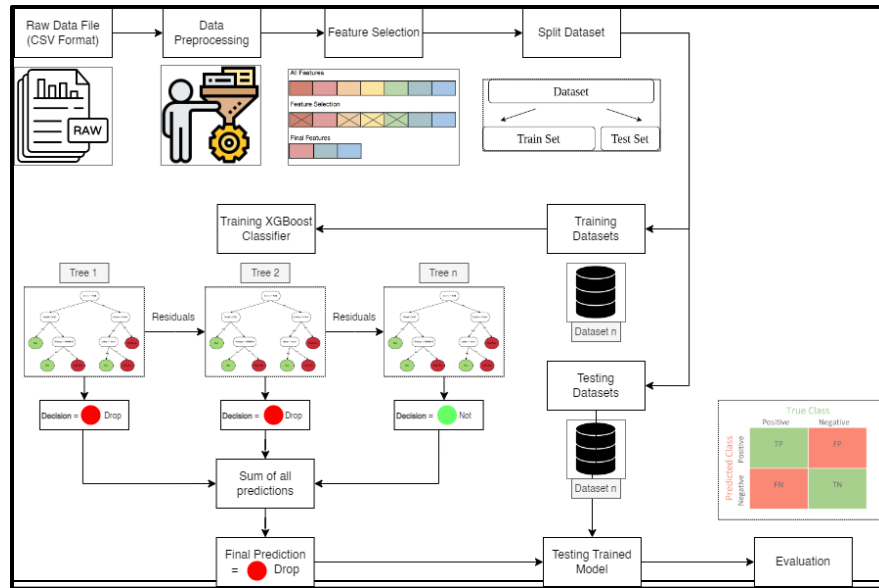 Raw Data File
(CSV Format)
Data
Preprocessing
Feature Selection
Split Dataset
RAW
All Features
Feature Selection
Final Features
Dataset
Train Set
Test Set
Training XGBoost
Classifier
Training
Datasets
Tree 1
Tree 2
Tree n
Residuals
Residuals
Dataset n
Testing
Datasets
Decision = Drop
Decision = Drop
Decision = Not
Dataset n
Sum of all
predictions
True Class
Positive Negative
Predicted Class
Positive
Negative
TP
FP
FN
TN
Final Prediction
= Drop
Testing Trained
Model
Evaluation